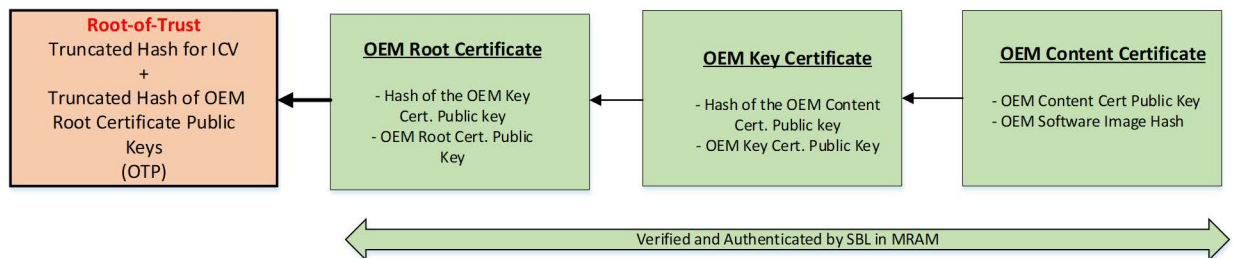 Root-of-Trust
Truncated Hash for ICV
+
Truncated Hash of OEM
Root Certificate Public
Keys
(OTP)
OEM Root Certificate
- Hash of the OEM Key
Cert. Public key
- OEM Root Cert. Public
Key
OEM Key Certificate
- Hash of the OEM Content
Cert. Public key
- OEM Key Cert. Public Key
OEM Content Certificate
- OEM Content Cert Public Key
- OEM Software Image Hash
Verified and Authenticated by SBL in MRAM